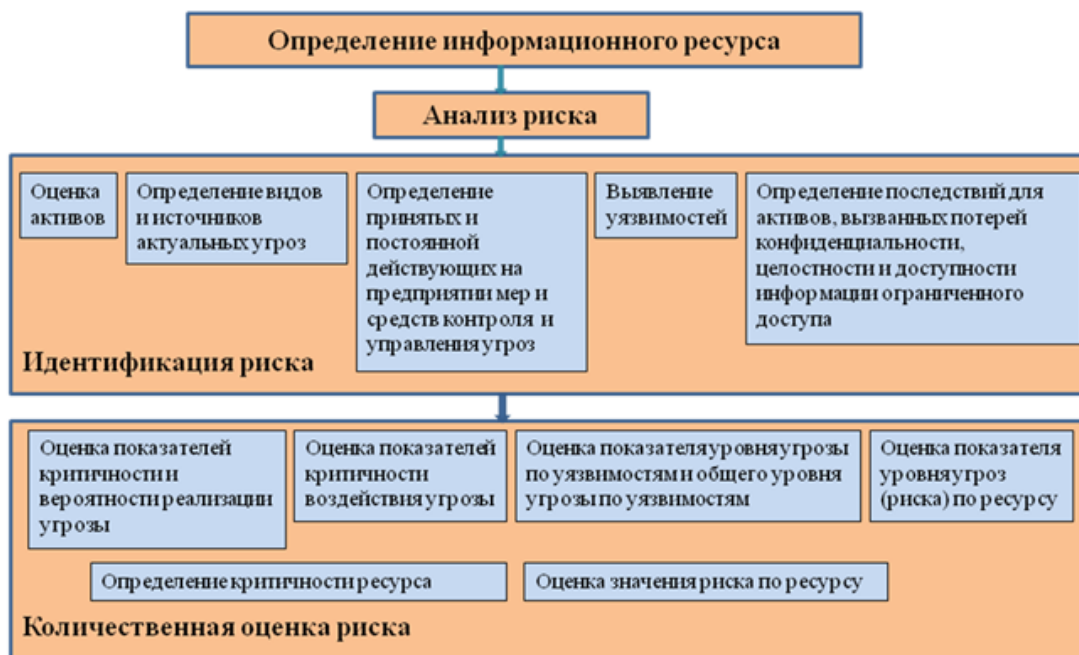 Определение информационного ресурса
Анализ риска
Оценка
активов
Определение видов
и источников
актуальных угроз
Определение
принятых и
постоянной
действующих на
предприятии мер и
средств контроля и
управления угроз
Выявление
уязвимостей
Определение последствий для
активов, вызванных потерей
конфиденциальности,
целостности и доступности
информации ограниченного
доступа
Идентификация риска
Оценка показателей
критичности и
вероятности реализации
угрозы
Оценка показателей
критичности
воздействия угрозы
Оценка показателя уровня угрозы
по уязвимостям и общего уровня
угрозы по уязвимостям
Оценка показателя
уровня угроз
(риска) по ресурсу
Определение критичности ресурса
Оценка значения риска по ресурсу
Количественная оценка риска